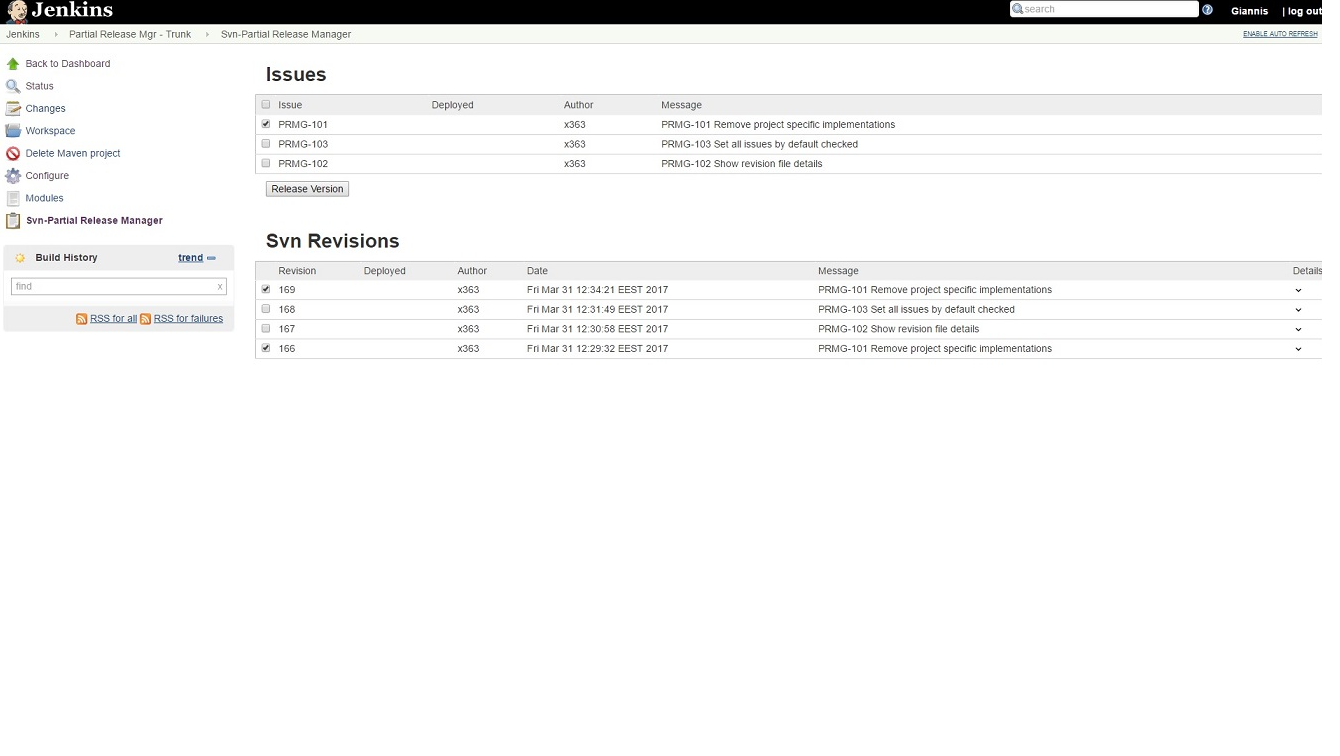 Jenkins
search
Giannis | log out
Jenkins Partial Release Mgr - Trunk Svn-Partial Release Manager
ENABLE AUTO REFRESH
Back to Dashboard
Status
Changes
Workspace
Delete Maven project
Configure
Modules
Svn-Partial Release Manager
Build History trend
find x
RSS for all RSS for failures
Issues
Issue Deployed Author Message
PRMG-101 x363 PRMG-101 Remove project specific implementations
PRMG-103 x363 PRMG-103 Set all issues by default checked
PRMG-102 x363 PRMG-102 Show revision file details
Release Version
Svn Revisions
Revision Deployed Author Date Message Details
169 x363 Fri Mar 31 12:34:21 EEST 2017 PRMG-101 Remove project specific implementations
168 x363 Fri Mar 31 12:31:49 EEST 2017 PRMG-103 Set all issues by default checked
167 x363 Fri Mar 31 12:30:58 EEST 2017 PRMG-102 Show revision file details
166 x363 Fri Mar 31 12:29:32 EEST 2017 PRMG-101 Remove project specific implementations